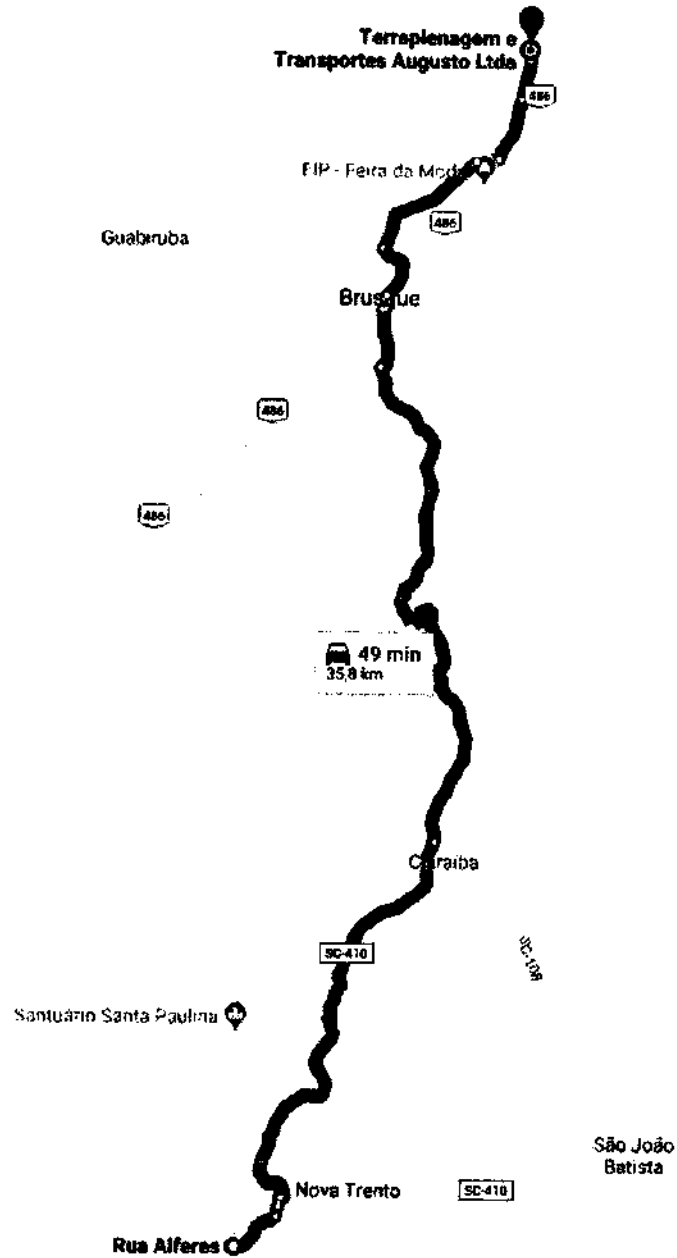 Terraplenagem e
Transportes Augusto Ltda
486
FIP - Feira da Moda
486
Guabiruba
Brusque
486
486
49 min
35,8 km
Claraíba
SC-410
SC-108
Santuário Santa Paulina
São João
Batista
Nova Trento
SC-410
Rua Alferes